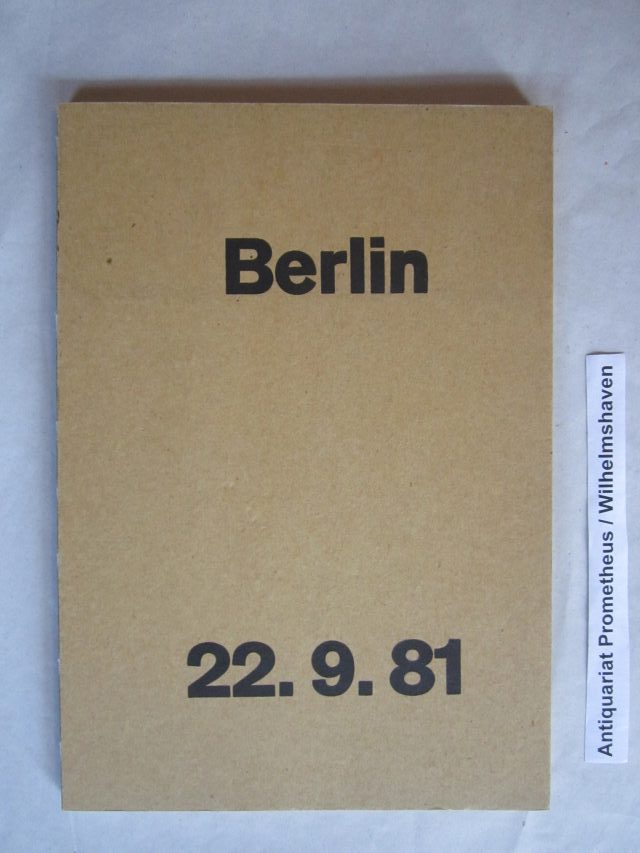 Berlin
22. 9. 81
Antiquariat Prometheus / Wilhelmshaven